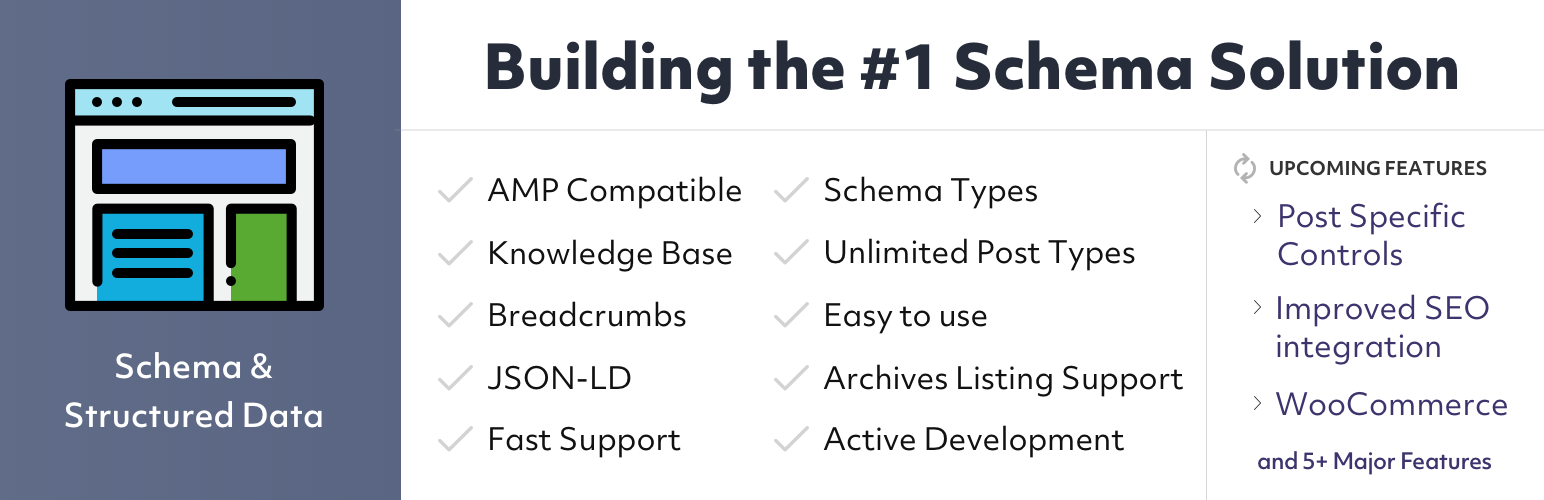 Schema &
Structured Data
Building the #1 Schema Solution
AMP Compatible
Knowledge Base
Breadcrumbs
JSON-LD
Fast Support
Schema Types
Unlimited Post Types
Easy to use
Archives Listing Support
Active Development
UPCOMING FEATURES
Post Specific
Controls
Improved SEO
integration
WooCommerce
and 5+ Major Features